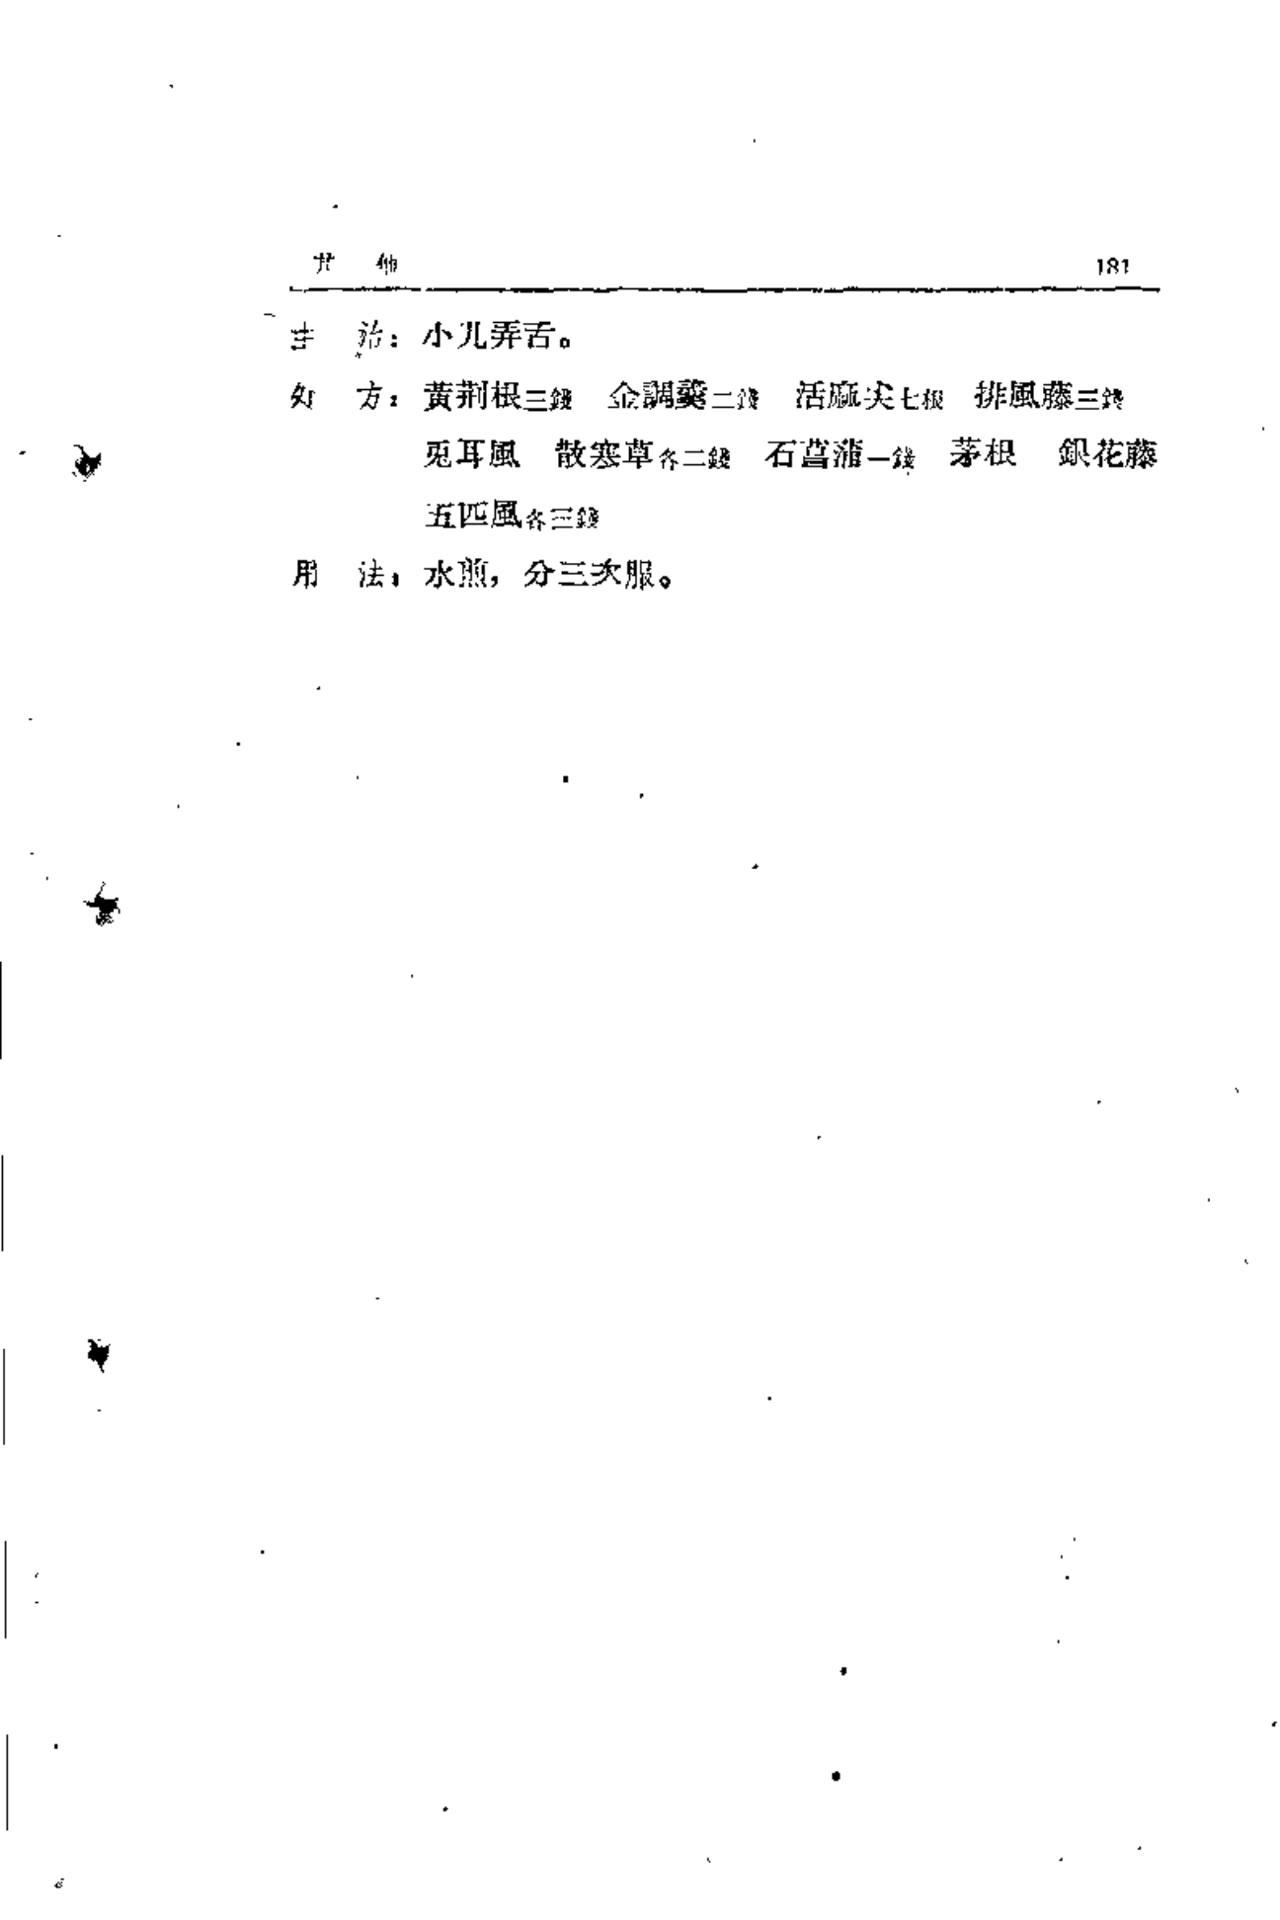 其他 181
主 治：小儿弄舌。
处 方：黃荆根三錢 金調羹二錢 活麻尖七根 排風藤三錢
兎耳風 散寒草各二錢 石菖蒲一錢 茅根 銀花藤
五匹風各三錢
用 法：水煎，分三次服。